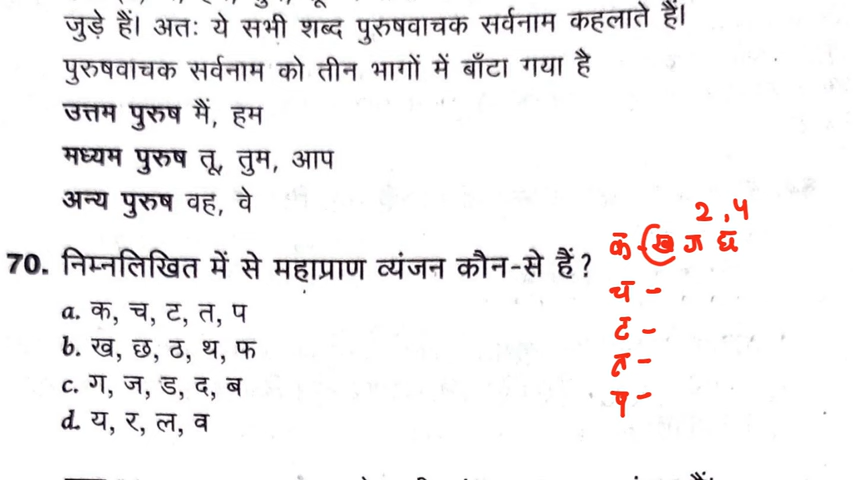 जुड़े हैं। अतः ये सभी शब्द पुरुषवाचक सर्वनाम कहलाते हैं।
पुरुषवाचक सर्वनाम को तीन भागों में बाँटा गया है
उत्तम पुरुष मैं, हम
मध्यम पुरुष तू, तुम, आप
अन्य पुरुष वह, वे
70. निम्नलिखित में से महाप्राण व्यंजन कौन-से हैं?
a. क, च, ट, त, प
b. ख, छ, ठ, थ, फ
c. ग, ज, ड, द, ब
d. य, र, ल, व
2, 4
क - ख ग घ
च -
ट -
त -
प -